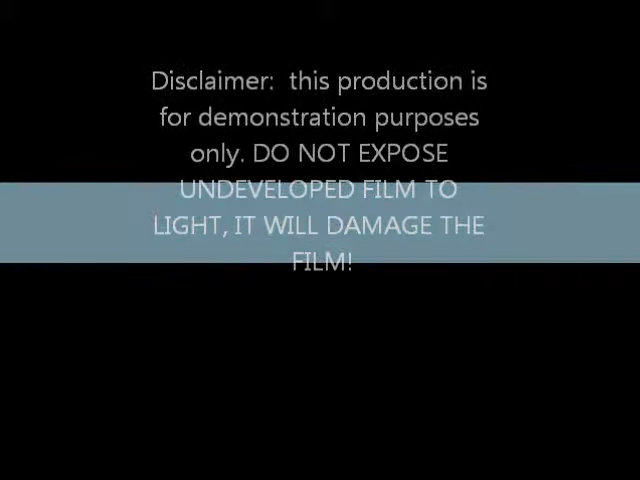 Disclaimer:  this production is
for demonstration purposes
only. DO NOT EXPOSE
UNDEVELOPED FILM TO
LIGHT, IT WILL DAMAGE THE
FILM!